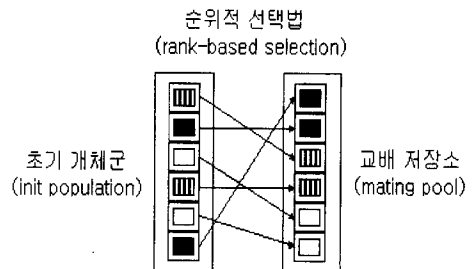 순위적 선택법
(rank-based selection)
초기 개체군
(init population)
교배 저장소
(mating pool)